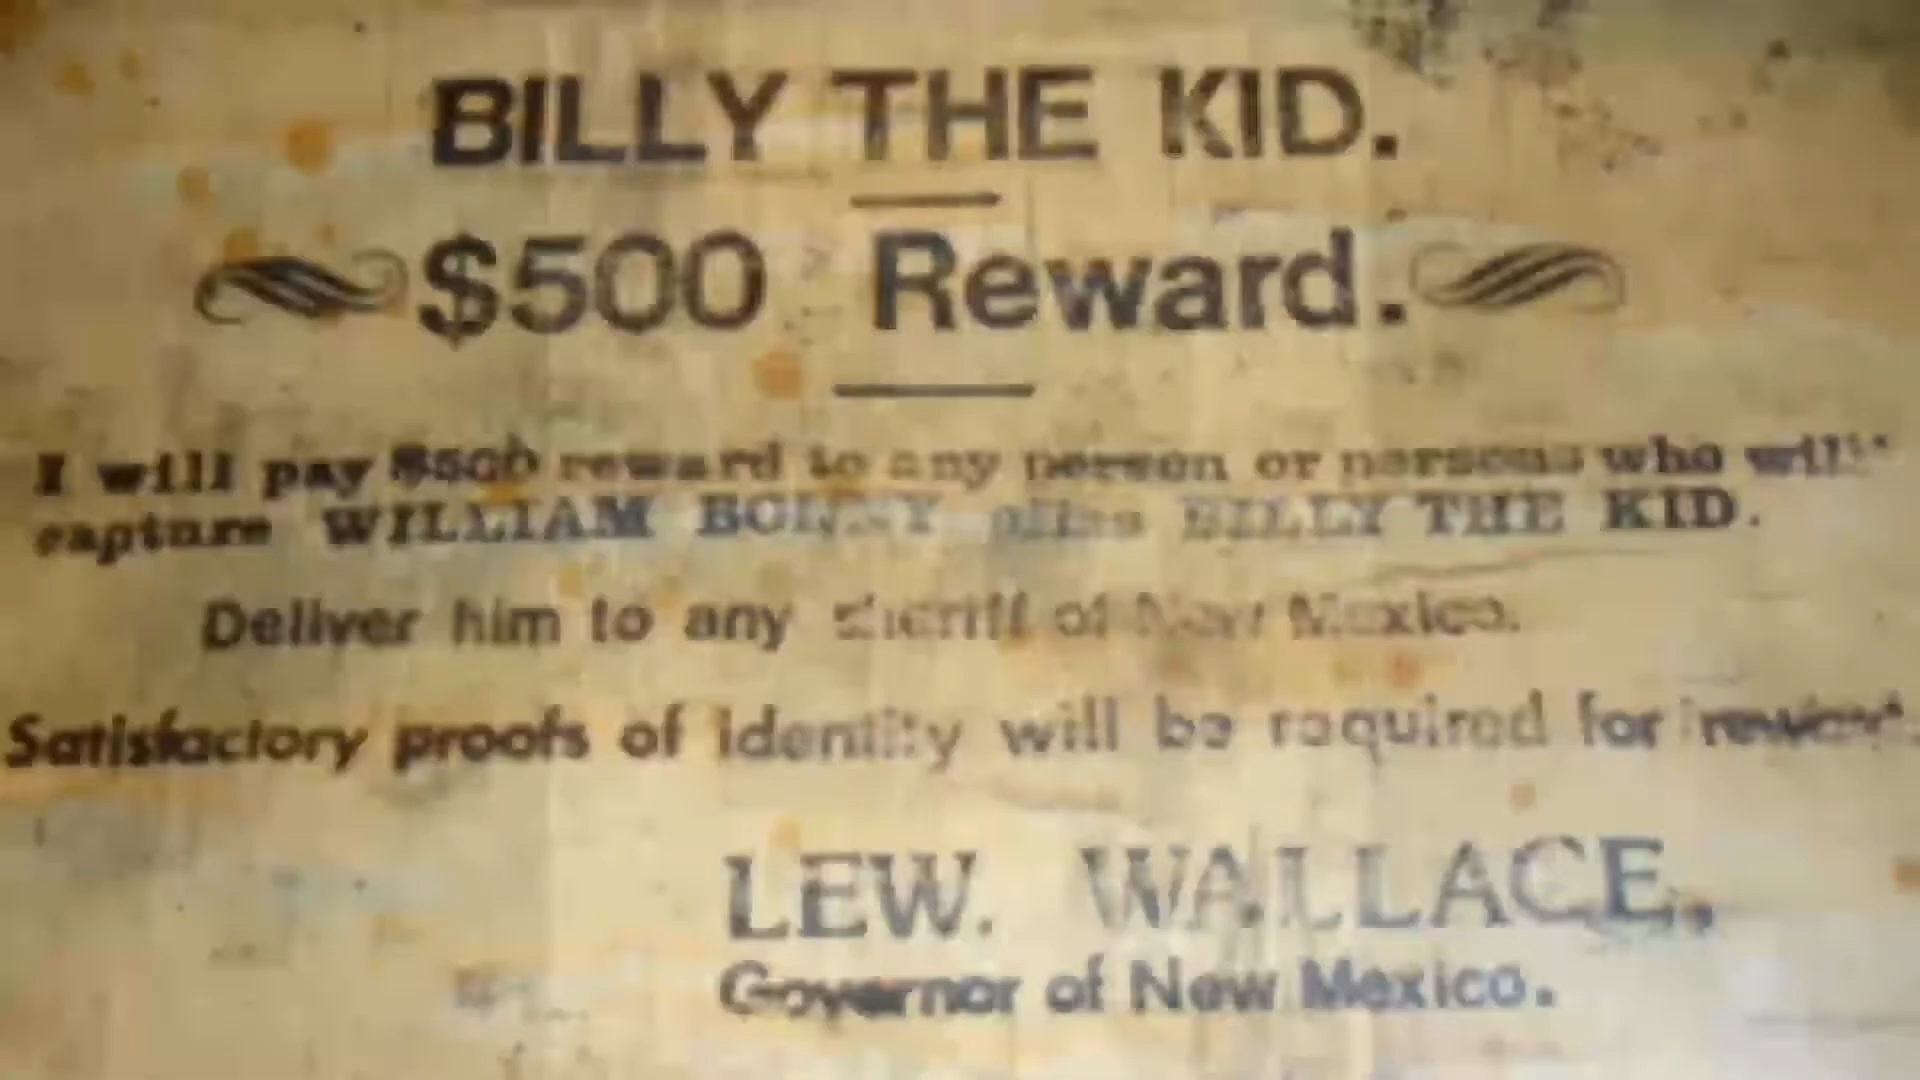 BILLY THE KID.
$500 Reward.
I will pay $500 reward to any person or persons who will
capture WILLIAM BONNY alias BILLY THE KID.
Deliver him to any sheriff of New Mexico.
Satisfactory proofs of identity will be required for reward.
LEW. WALLACE.
Governor of New Mexico.